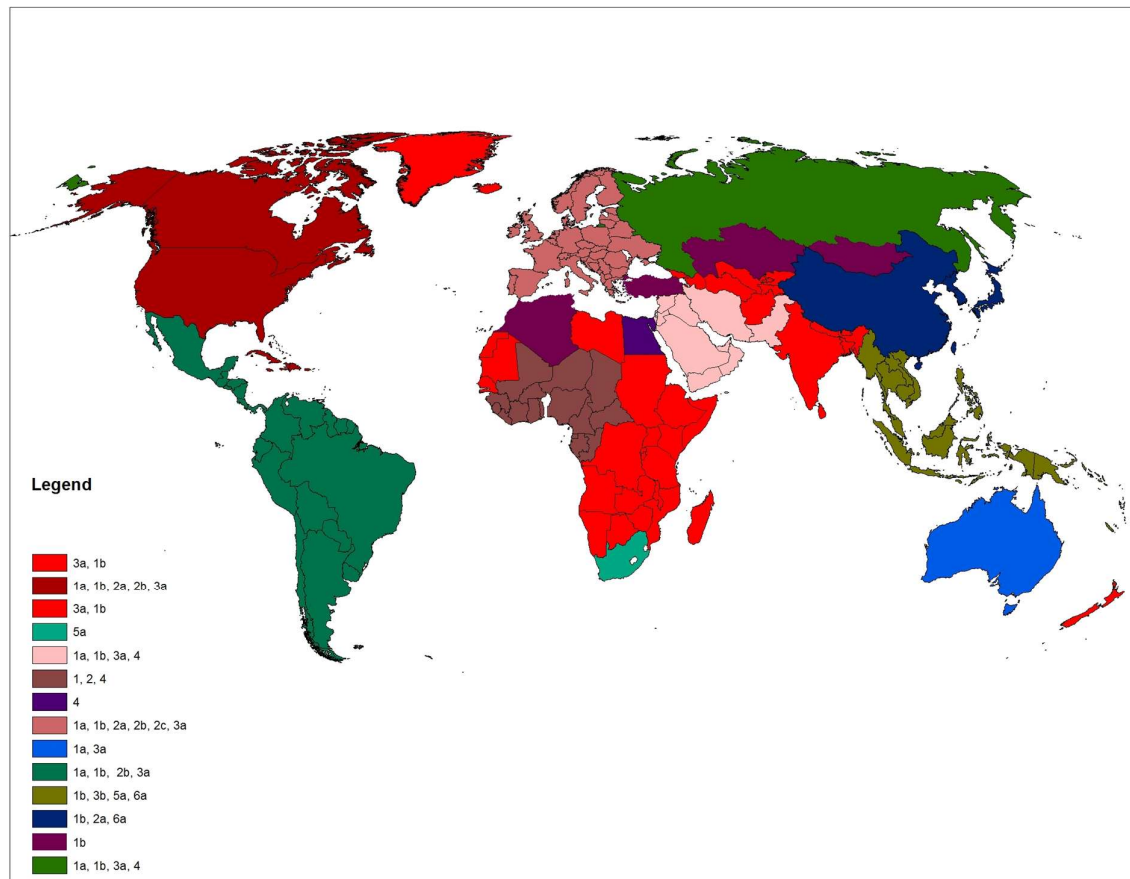 Legend
3a, 1b
1a, 1b, 2a, 2b, 3a
3a, 1b
5a
1a, 1b, 3a, 4
1, 2, 4
4
1a, 1b, 2a, 2b, 2c, 3a
1a, 3a
1a, 1b,  2b, 3a
1b, 3b, 5a, 6a
1b, 2a, 6a
1b
1a, 1b, 3a, 4